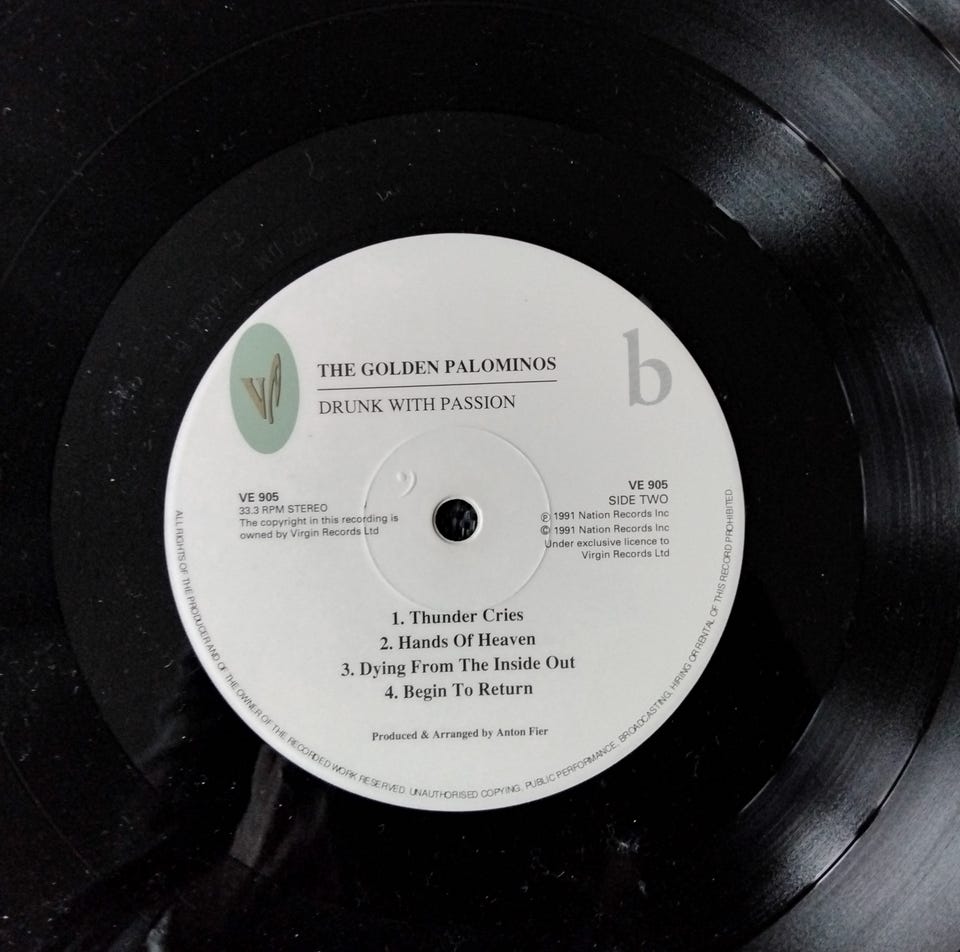 THE GOLDEN PALOMINOS
DRUNK WITH PASSION
b
VE 905
33.3 RPM STEREO
The copyright in this recording is
owned by Virgin Records Ltd
VE 905
SIDE TWO
℗ 1991 Nation Records Inc
© 1991 Nation Records Inc
Under exclusive licence to
Virgin Records Ltd
1. Thunder Cries
2. Hands Of Heaven
3. Dying From The Inside Out
4. Begin To Return
Produced & Arranged by Anton Fier
ALL RIGHTS OF THE PRODUCER AND OF THE OWNER OF THE RECORDED WORK RESERVED. UNAUTHORISED COPYING, PUBLIC PERFORMANCE, BROADCASTING, HIRING OR RENTAL OF THIS RECORD PROHIBITED